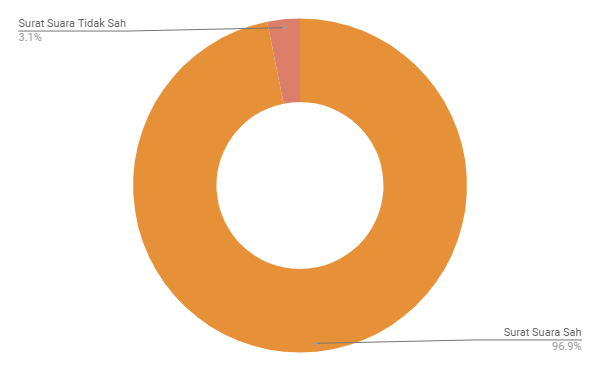 Surat Suara Tidak Sah
3.1%
Surat Suara Sah
96.9%